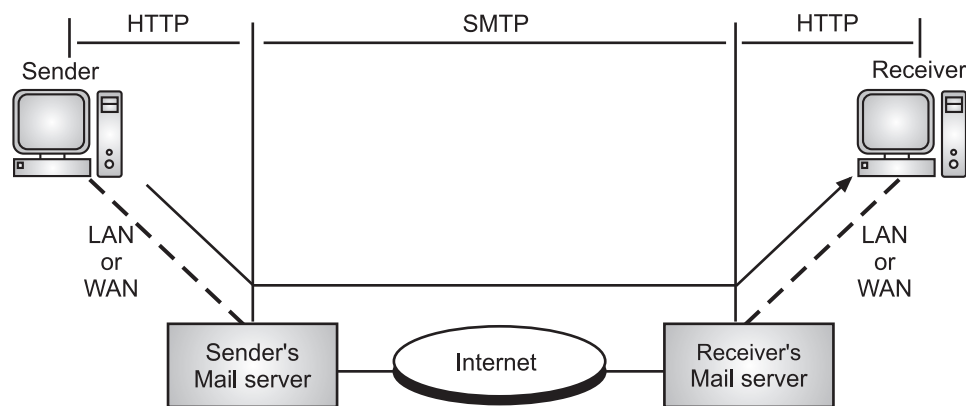 HTTP
SMTP
HTTP
Sender
Receiver
LAN
or
WAN
LAN
or
WAN
Sender's
Mail server
Internet
Receiver's
Mail server